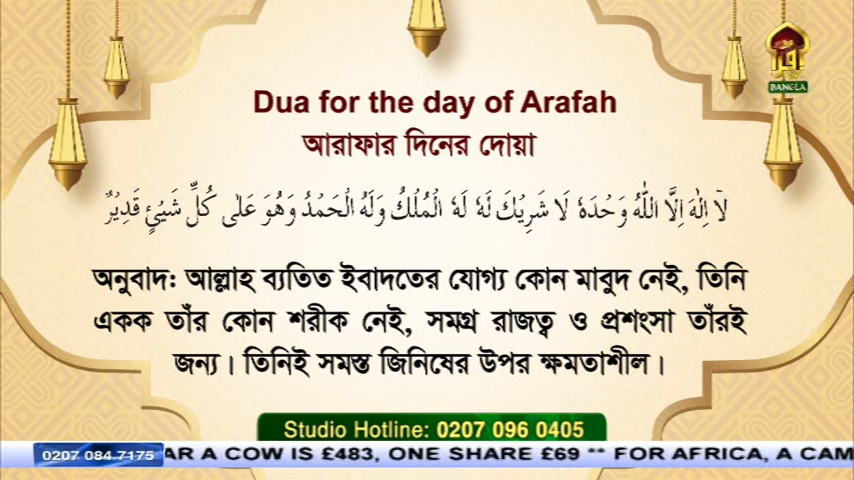 اقرأ
BANGLA
Dua for the day of Arafah
আরাফার দিনের দোয়া
لَآ اِلٰهَ اِلَّا اللّٰهُ وَحْدَهٗ لَا شَرِيْكَ لَهٗ لَهُ الْمُلْكُ وَلَهُ الْحَمْدُ وَهُوَ عَلٰى كُلِّ شَيْئٍ قَدِيْرٌ
অনুবাদ: আল্লাহ ব্যতিত ইবাদতের যোগ্য কোন মাবুদ নেই, তিনি
একক তাঁর কোন শরীক নেই, সমগ্র রাজত্ব ও প্রশংসা তাঁরই
জন্য। তিনিই সমস্ত জিনিষের উপর ক্ষমতাশীল।
Studio Hotline: 0207 096 0405
0207 084 7175 AR A COW IS £483, ONE SHARE £69 ** FOR AFRICA, A CAM